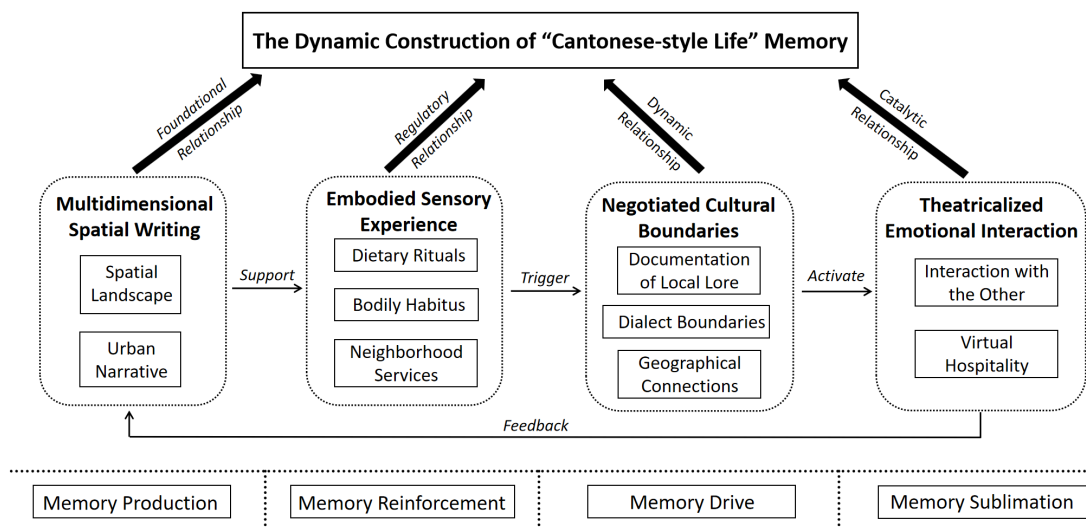 The Dynamic Construction of “Cantonese-style Life” Memory
Foundational
Relationship
Regulatory
Relationship
Dynamic
Relationship
Catalytic
Relationship
Multidimensional
Spatial Writing
Spatial
Landscape
Urban
Narrative
Support
Embodied Sensory
Experience
Dietary Rituals
Bodily Habitus
Neighborhood
Services
Trigger
Negotiated Cultural
Boundaries
Documentation
of Local Lore
Dialect Boundaries
Geographical
Connections
Activate
Theatricalized
Emotional Interaction
Interaction with
the Other
Virtual
Hospitality
Feedback
Memory Production
Memory Reinforcement
Memory Drive
Memory Sublimation